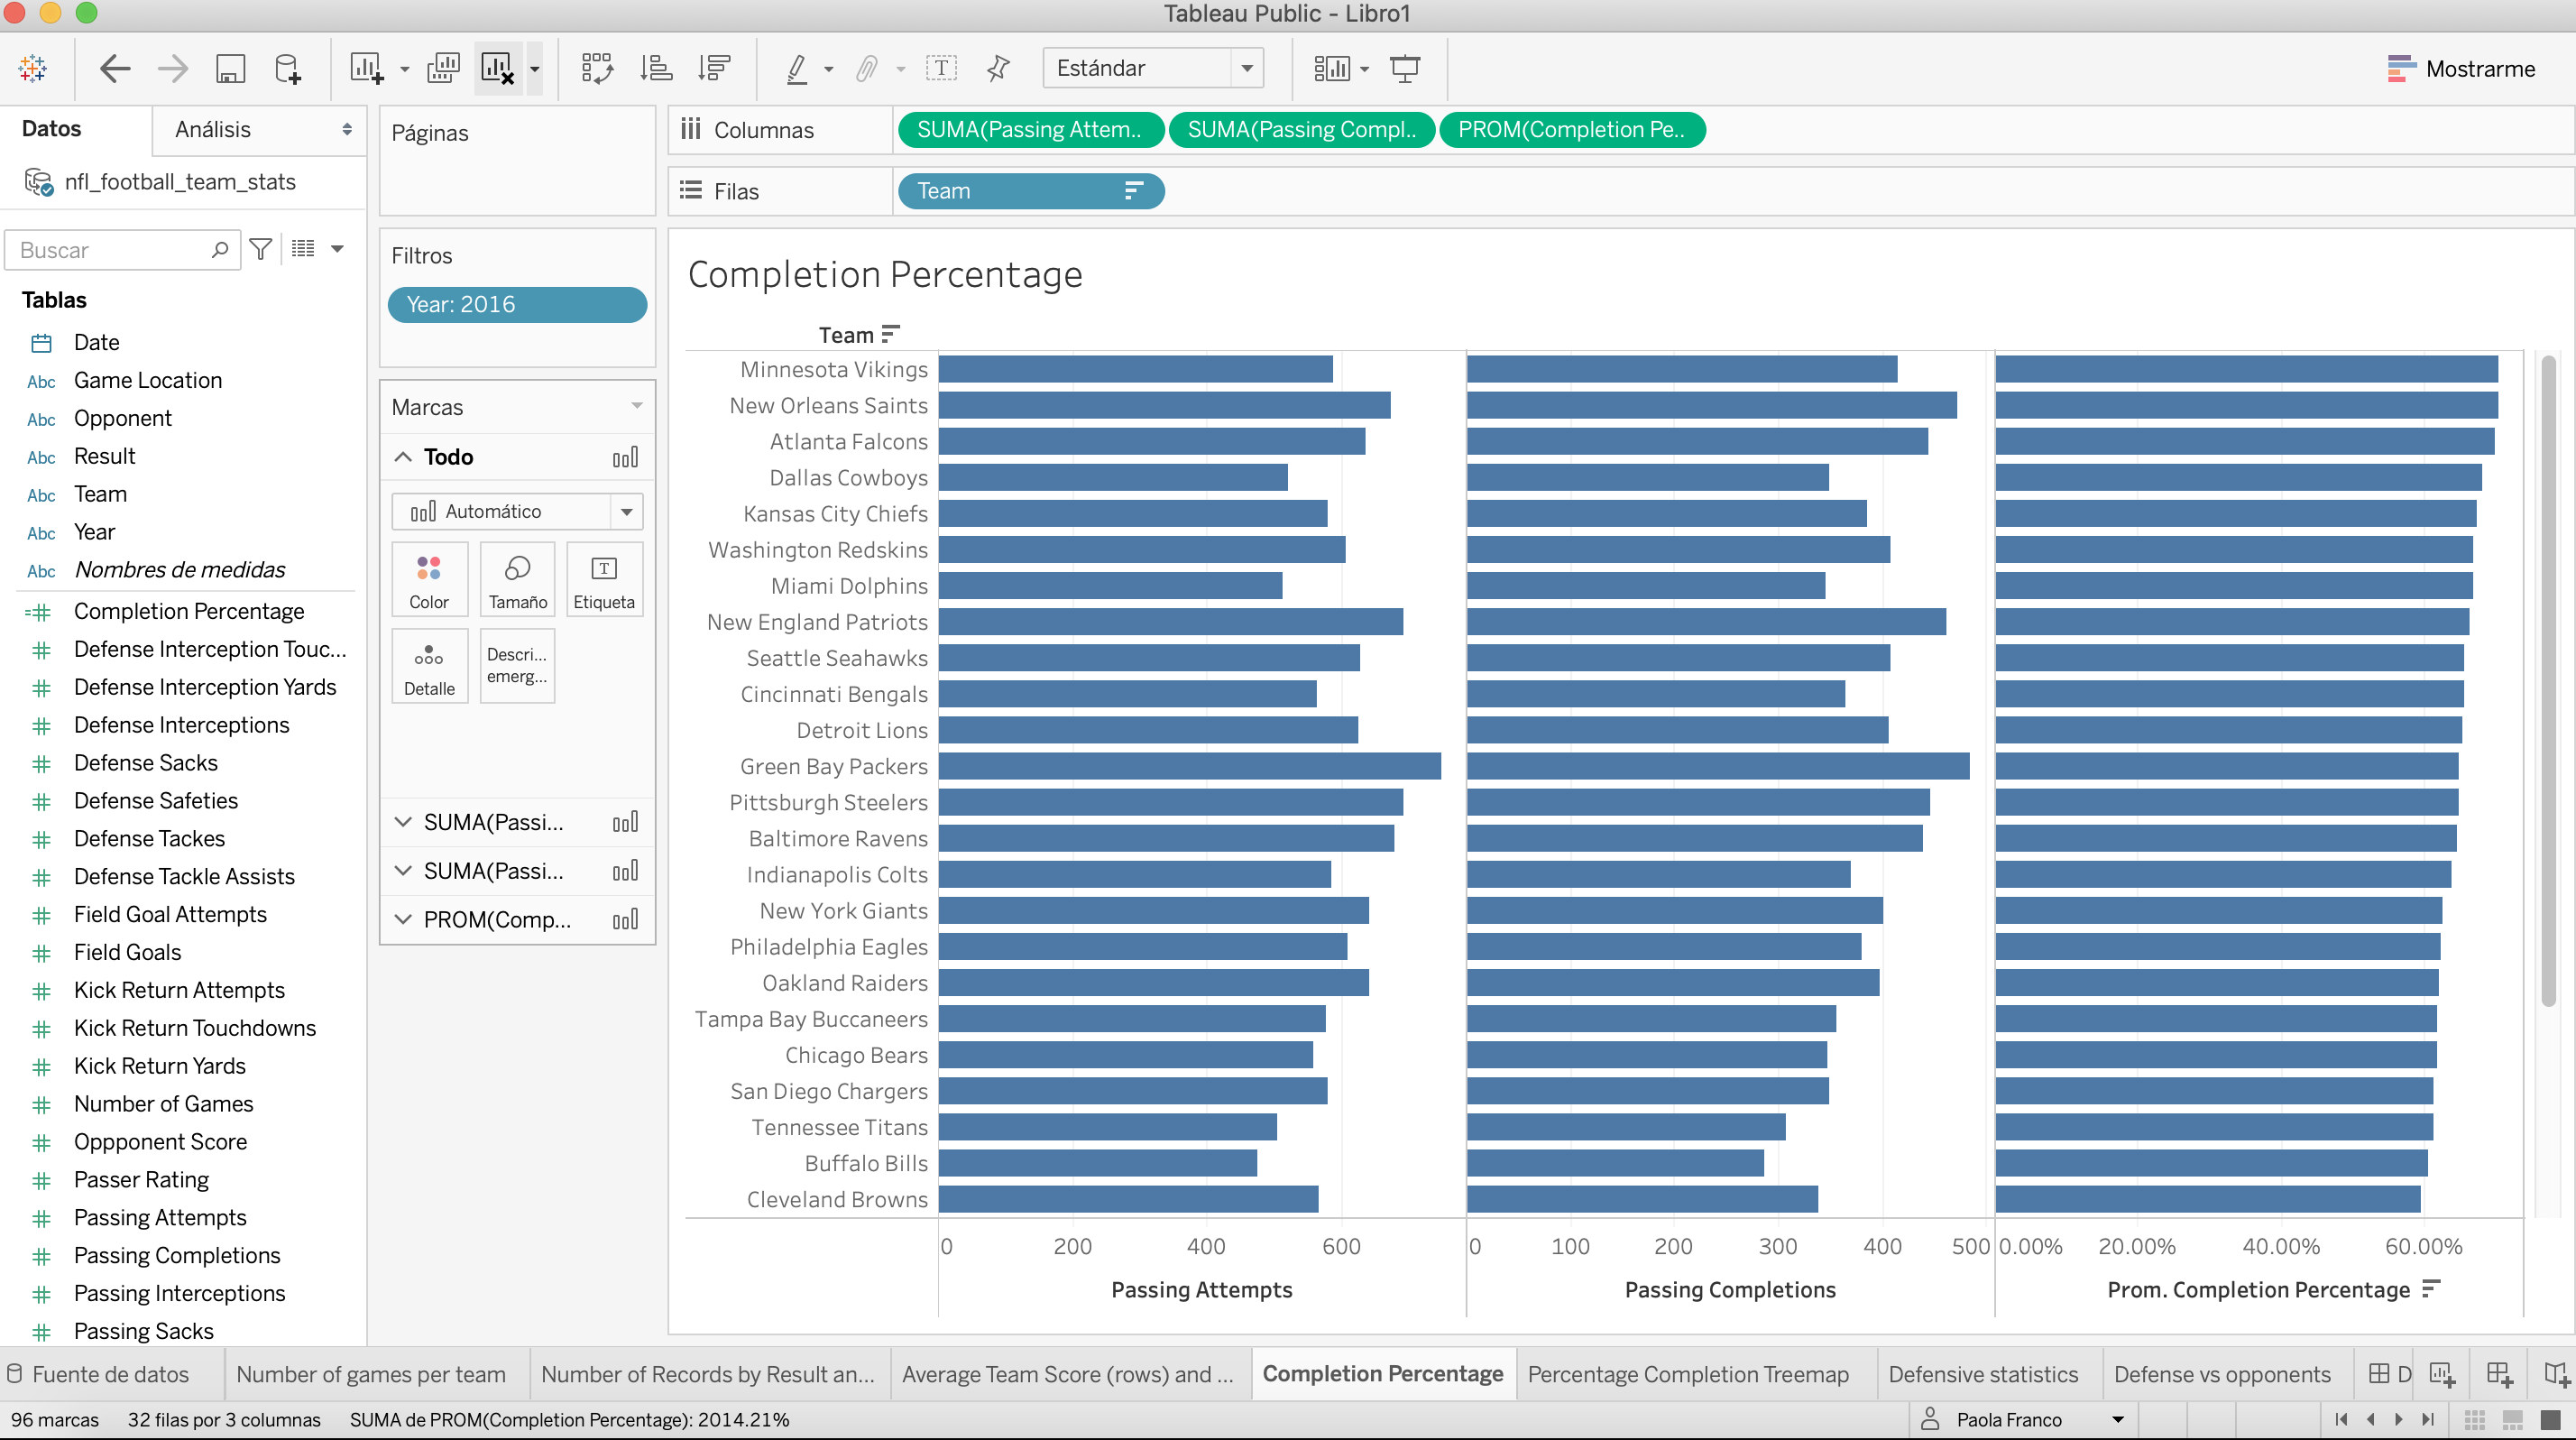 Tableau Public - Libro1
Estándar
Mostrarme
Datos
Análisis
nfl_football_team_stats
Buscar
Tablas
Date
Abc Game Location
Abc Opponent
Abc Result
Abc Team
Abc Year
Abc Nombres de medidas
Completion Percentage
Defense Interception Touc...
Defense Interception Yards
Defense Interceptions
Defense Sacks
Defense Safeties
Defense Tackes
Defense Tackle Assists
Field Goal Attempts
Field Goals
Kick Return Attempts
Kick Return Touchdowns
Kick Return Yards
Number of Games
Oppponent Score
Passer Rating
Passing Attempts
Passing Completions
Passing Interceptions
Passing Sacks
Páginas
Filtros
Year: 2016
Marcas
Todo
Automático
Color
Tamaño
T
Etiqueta
Detalle
Descri...
emerg...
SUMA(Passi...
SUMA(Passi...
PROM(Comp...
Columnas
SUMA(Passing Attem..
SUMA(Passing Compl..
PROM(Completion Pe..
Filas
Team
Completion Percentage
Team
Minnesota Vikings
New Orleans Saints
Atlanta Falcons
Dallas Cowboys
Kansas City Chiefs
Washington Redskins
Miami Dolphins
New England Patriots
Seattle Seahawks
Cincinnati Bengals
Detroit Lions
Green Bay Packers
Pittsburgh Steelers
Baltimore Ravens
Indianapolis Colts
New York Giants
Philadelphia Eagles
Oakland Raiders
Tampa Bay Buccaneers
Chicago Bears
San Diego Chargers
Tennessee Titans
Buffalo Bills
Cleveland Browns
0 200 400 600
0 100 200 300 400 500
0.00% 20.00% 40.00% 60.00%
Passing Attempts
Passing Completions
Prom. Completion Percentage
Fuente de datos
Number of games per team
Number of Records by Result an...
Average Team Score (rows) and ...
Completion Percentage
Percentage Completion Treemap
Defensive statistics
Defense vs opponents
D
96 marcas
32 filas por 3 columnas
SUMA de PROM(Completion Percentage): 2014.21%
Paola Franco